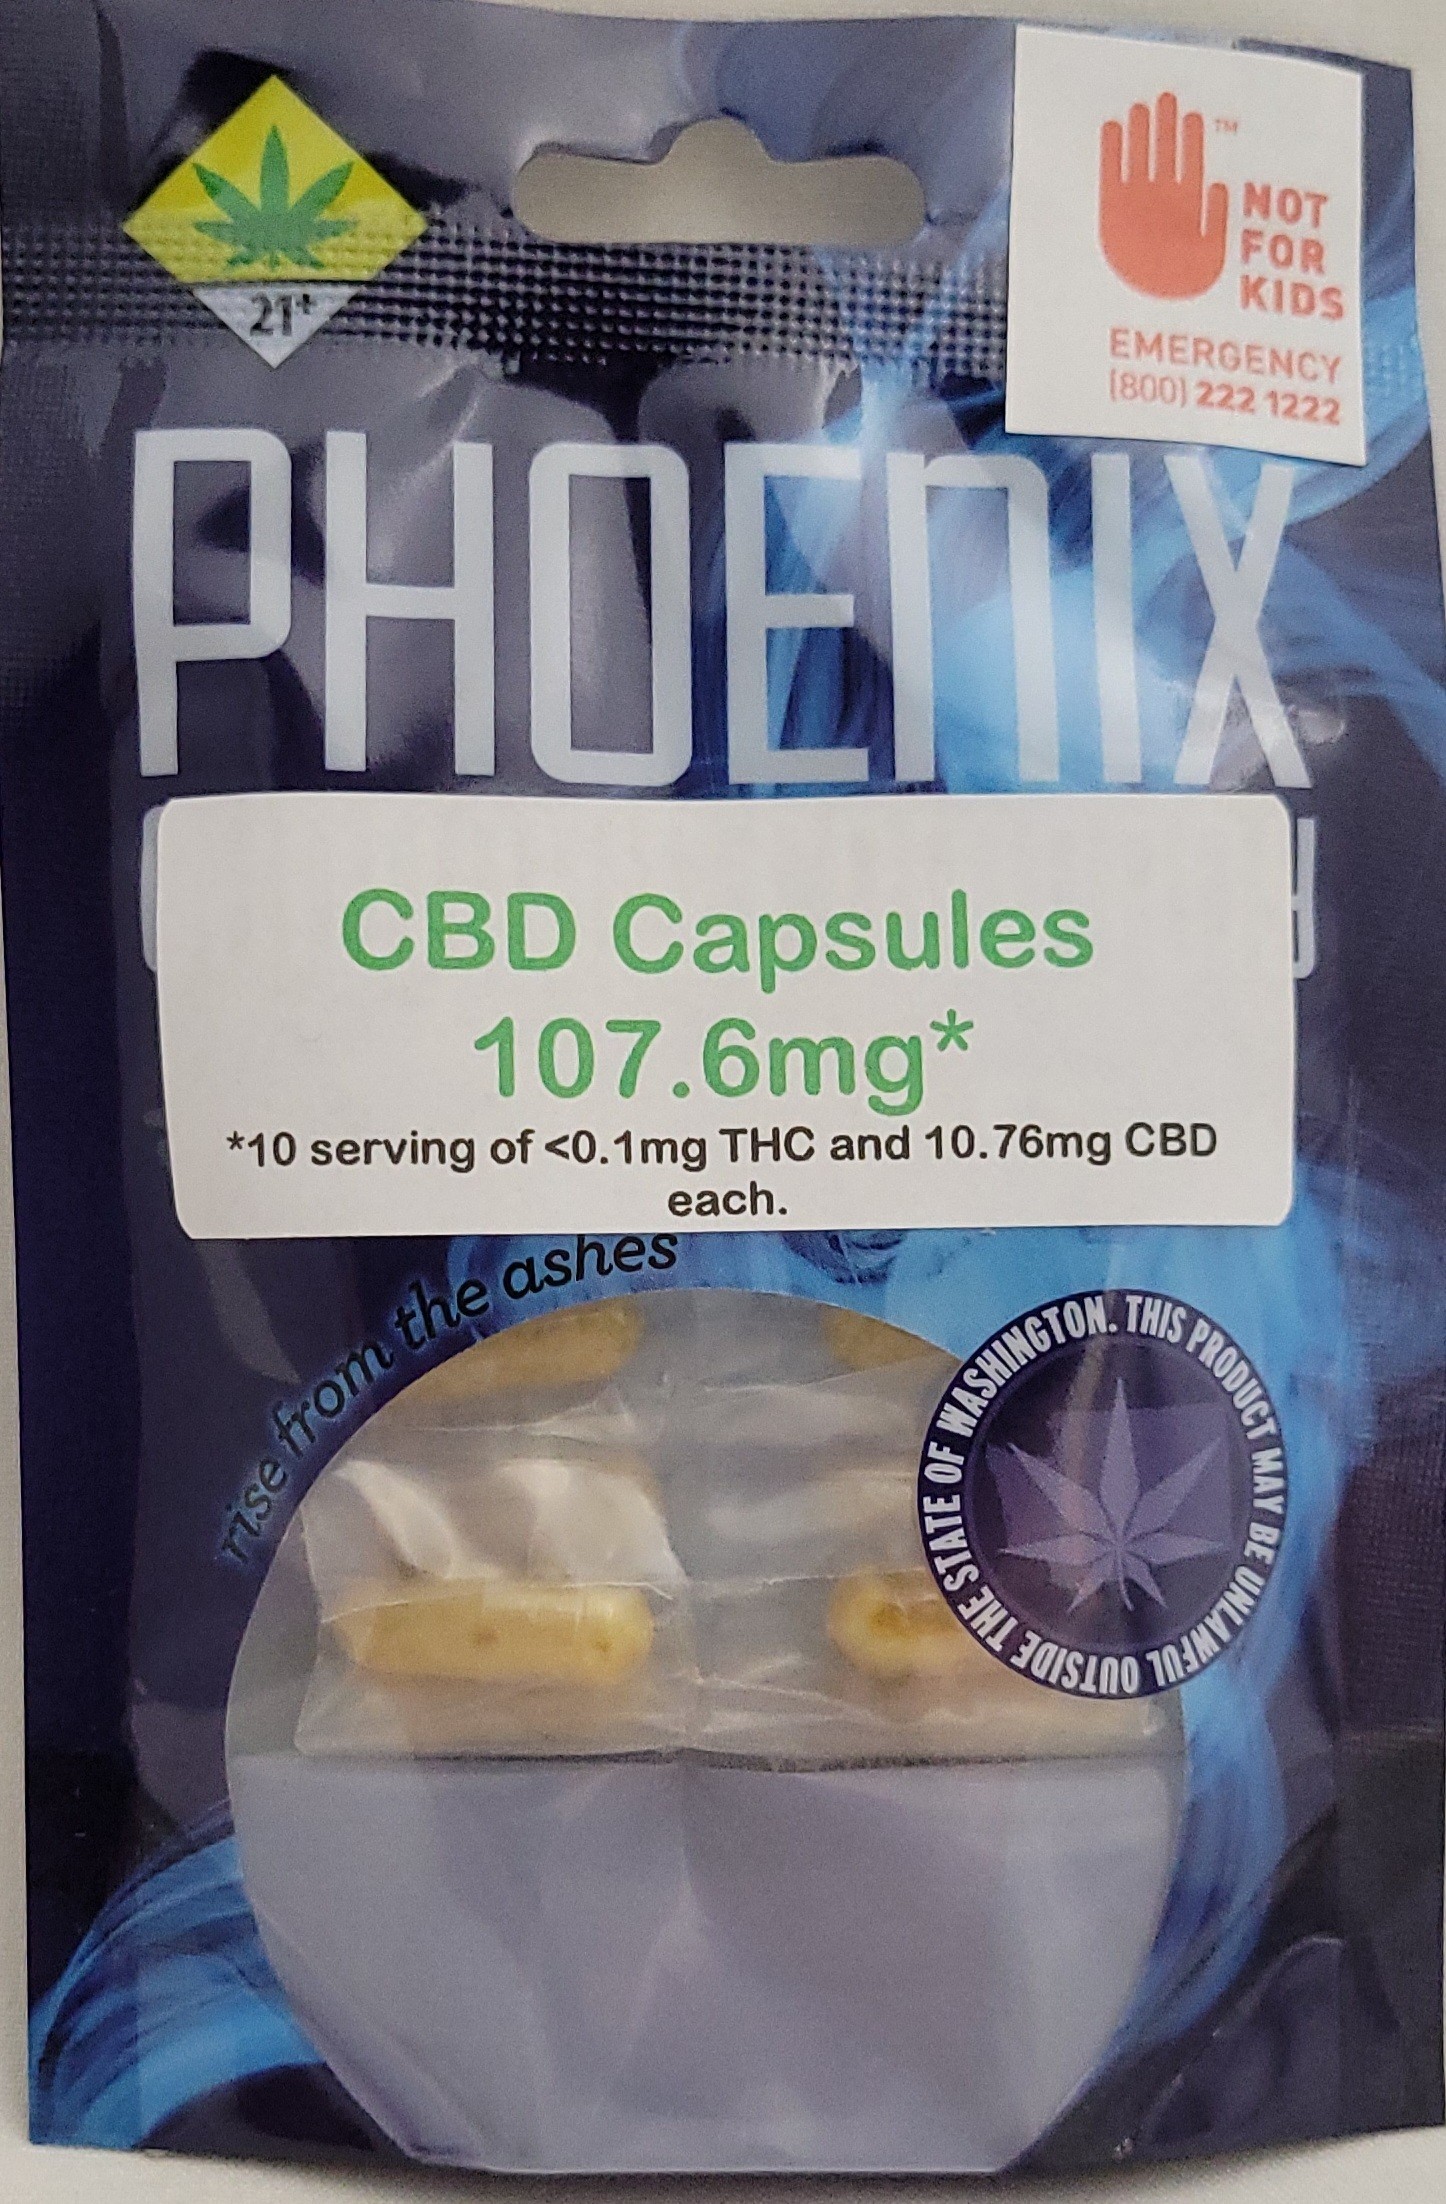 21+
™
NOT
FOR
KIDS
EMERGENCY
(800) 222 1222
PHOENIX
CBD Capsules
107.6mg*
*10 serving of <0.1mg THC and 10.76mg CBD
each.
rise from the ashes
THIS PRODUCT MAY BE UNLAWFUL OUTSIDE THE STATE OF WASHINGTON.